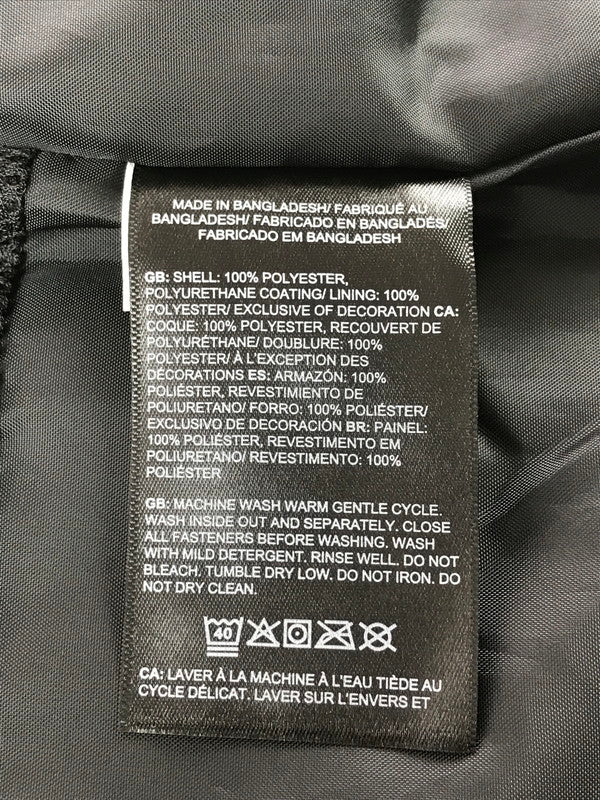 MADE IN BANGLADESH/ FABRIQUÉ AU
BANGLADESH/ FABRICADO EN BANGLADÉS/
FABRICADO EM BANGLADESH
GB: SHELL: 100% POLYESTER,
POLYURETHANE COATING/ LINING: 100%
POLYESTER/ EXCLUSIVE OF DECORATION CA:
COQUE: 100% POLYESTER, RECOUVERT DE
POLYURÉTHANE/ DOUBLURE: 100%
POLYESTER/ À L'EXCEPTION DES
DÉCORATIONS ES: ARMAZÓN: 100%
POLIÉSTER, REVESTIMIENTO DE
POLIURETANO/ FORRO: 100% POLIÉSTER/
EXCLUSIVO DE DECORACIÓN BR: PAINEL:
100% POLIÉSTER, REVESTIMENTO EM
POLIURETANO/ REVESTIMENTO: 100%
POLIÉSTER
GB: MACHINE WASH WARM GENTLE CYCLE.
WASH INSIDE OUT AND SEPARATELY. CLOSE
ALL FASTENERS BEFORE WASHING. WASH
WITH MILD DETERGENT. RINSE WELL. DO NOT
BLEACH. TUMBLE DRY LOW. DO NOT IRON. DO
NOT DRY CLEAN.
40
CA: LAVER À LA MACHINE À L'EAU TIÈDE AU
CYCLE DÉLICAT. LAVER SUR L'ENVERS ET